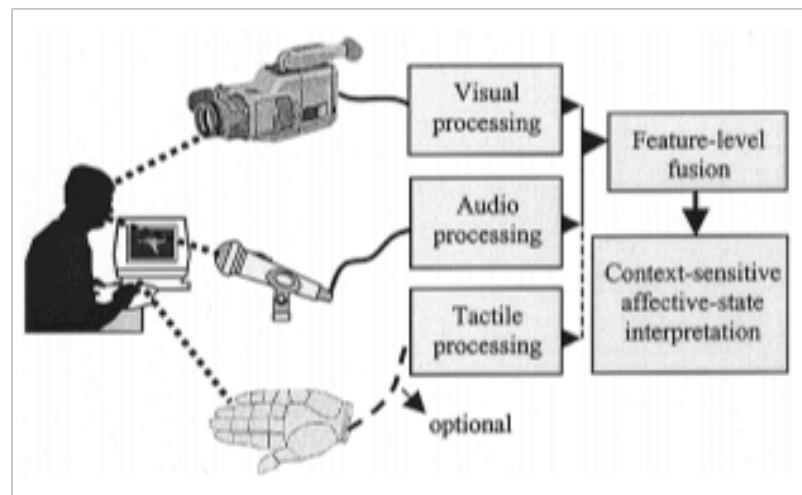 Visual
processing
Audio
processing
Tactile
processing
optional
Feature-level
fusion
Context-sensitive
affective-state
interpretation